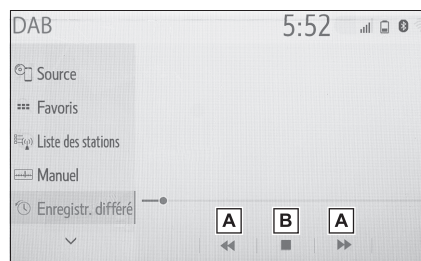 DAB 5:52
Source
Favoris
Liste des stations
Manuel
Enregistr. différé
A B A